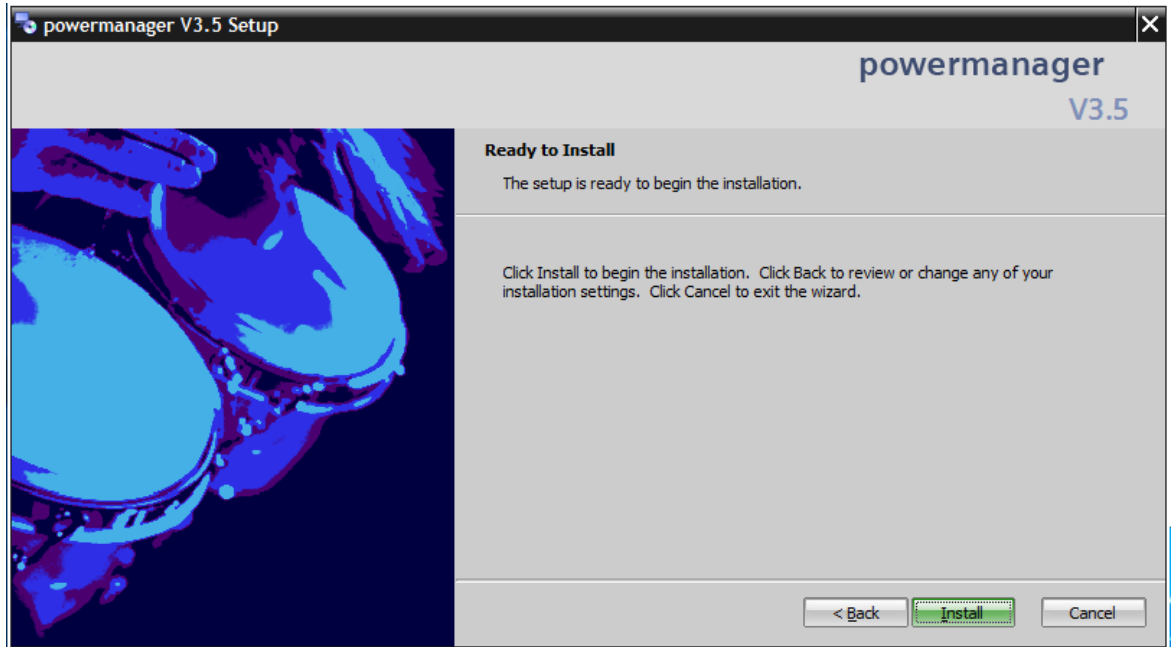 powermanager V3.5 Setup
powermanager
V3.5
Ready to Install
The setup is ready to begin the installation.
Click Install to begin the installation.  Click Back to review or change any of your
installation settings.  Click Cancel to exit the wizard.
< Back
Install
Cancel